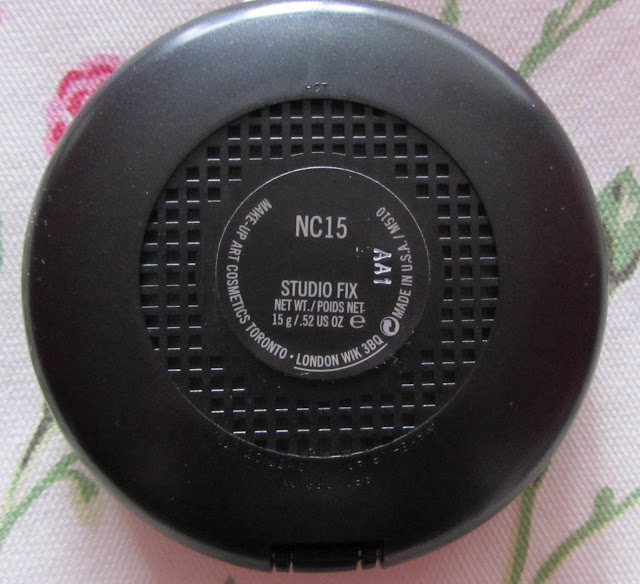 NC15
AA1
STUDIO FIX
NET WT./POIDS NET
15 g/.52 US OZ e
MAKE-UP ART COSMETICS TORONTO · LONDON WIK 3BQ
MADE IN U.S.A./M510